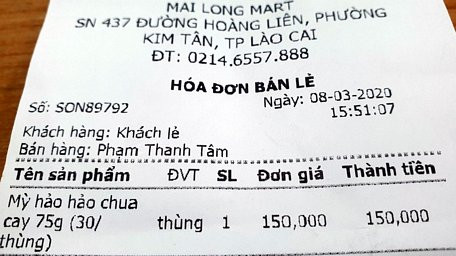 MAI LONG MART
SN 437 ĐƯỜNG HOÀNG LIÊN, PHƯỜNG
KIM TÂN, TP LÀO CAI
ĐT: 0214.6557.888
HÓA ĐƠN BÁN LẺ
Số: SON89792 Ngày: 08-03-2020
15:51:07
Khách hàng: Khách lẻ
Bán hàng: Phạm Thanh Tâm
Tên sản phẩm ĐVT SL Đơn giá Thành tiền
Mỳ hảo hảo chua
cay 75g (30/ thùng 1 150,000 150,000
thùng)